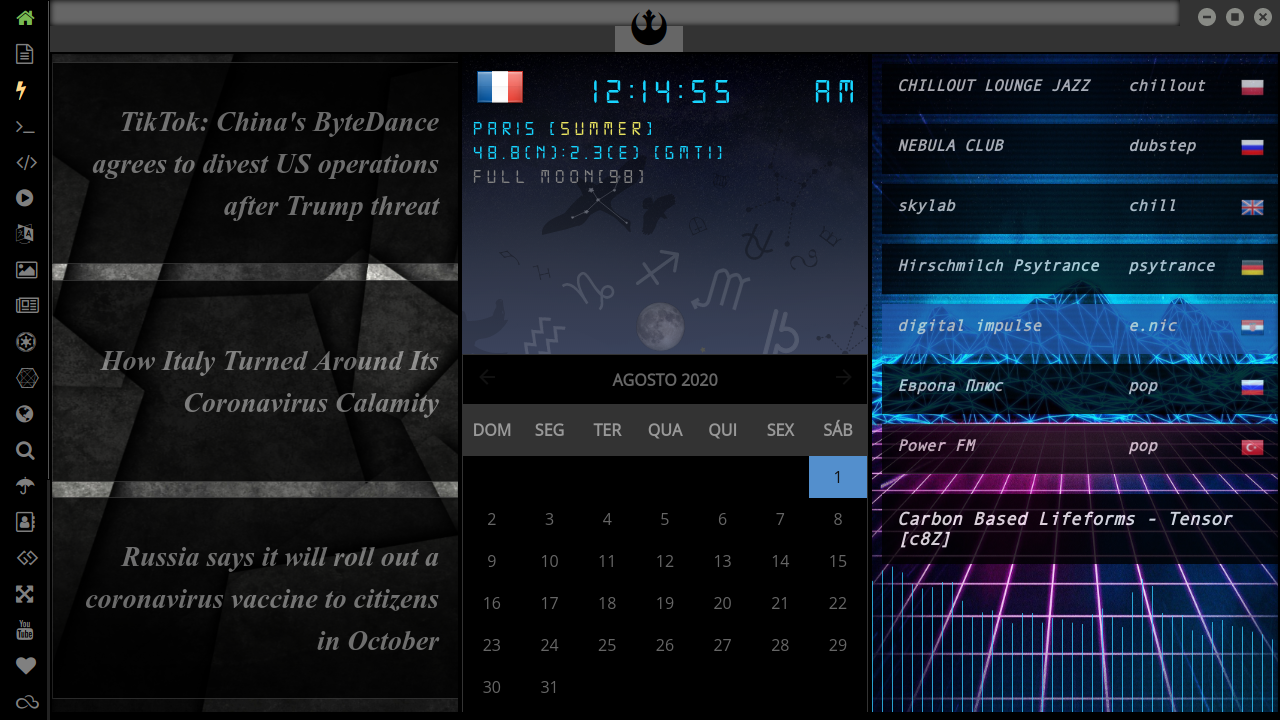 TikTok: China's ByteDance
agrees to divest US operations
after Trump threat
How Italy Turned Around Its
Coronavirus Calamity
Russia says it will roll out a
coronavirus vaccine to citizens
in October
12:14:55 AM
PARIS (SUMMER)
48.8(N):2.3(E) (GMT1)
FULL MOON(98)
AGOSTO 2020
DOM SEG TER QUA QUI SEX SÁB
1
2 3 4 5 6 7 8
9 10 11 12 13 14 15
16 17 18 19 20 21 22
23 24 25 26 27 28 29
30 31
CHILLOUT LOUNGE JAZZ chillout
NEBULA CLUB dubstep
skylab chill
Hirschmilch Psytrance psytrance
digital impulse e.nic
Европа Плюс pop
Power FM pop
Carbon Based Lifeforms - Tensor
[c8Z]
You
Tube